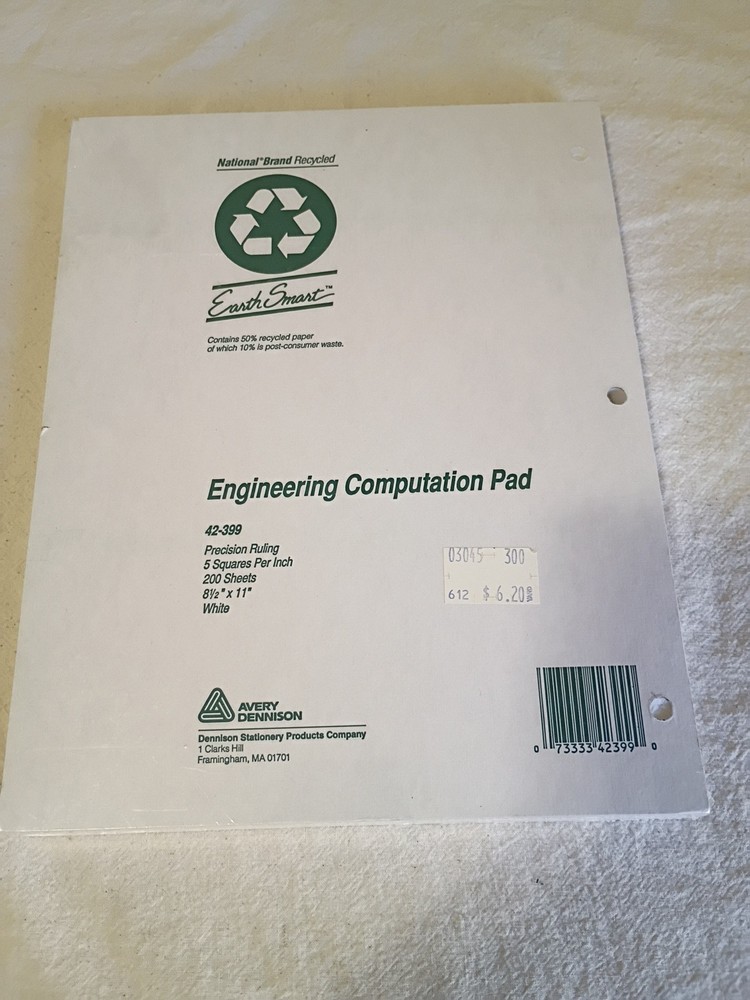 National®Brand Recycled
Earth Smart™
Contains 50% recycled paper
of which 10% is post-consumer waste.
Engineering Computation Pad
42-399
Precision Ruling
5 Squares Per Inch
200 Sheets
8½" x 11"
White
03045 300
612 $ 6.20
AVERY
DENNISON
Dennison Stationery Products Company
1 Clarks Hill
Framingham, MA 01701
0 73333 42399 0